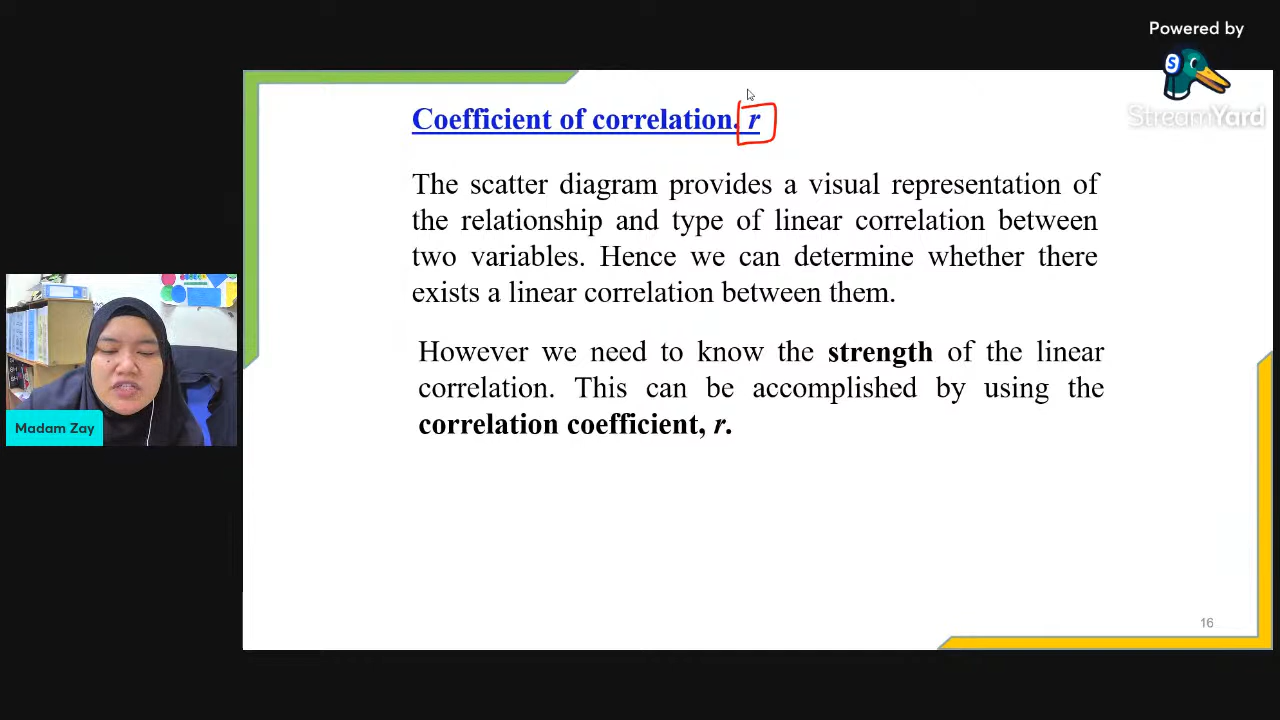 Powered by
S
StreamYard
Coefficient of correlation, r
The scatter diagram provides a visual representation of
the relationship and type of linear correlation between
two variables. Hence we can determine whether there
exists a linear correlation between them.
However we need to know the strength of the linear
correlation. This can be accomplished by using the
correlation coefficient, r.
Madam Zay
16